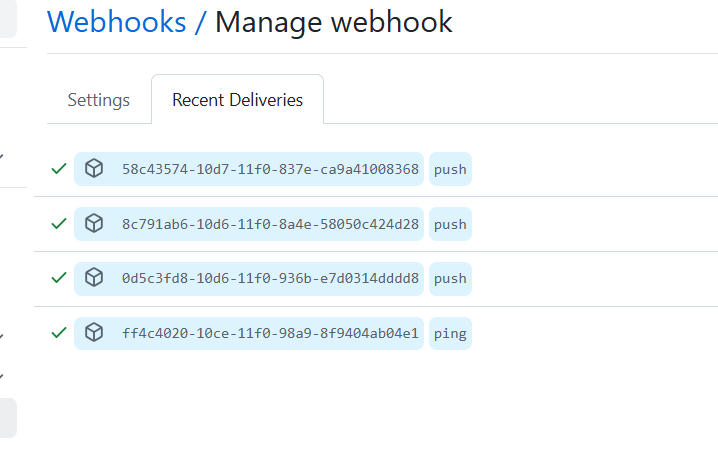 Webhooks / Manage webhook
Settings Recent Deliveries
58c43574-10d7-11f0-837e-ca9a41008368 push
8c791ab6-10d6-11f0-8a4e-58050c424d28 push
0d5c3fd8-10d6-11f0-936b-e7d0314dddd8 push
ff4c4020-10ce-11f0-98a9-8f9404ab04e1 ping